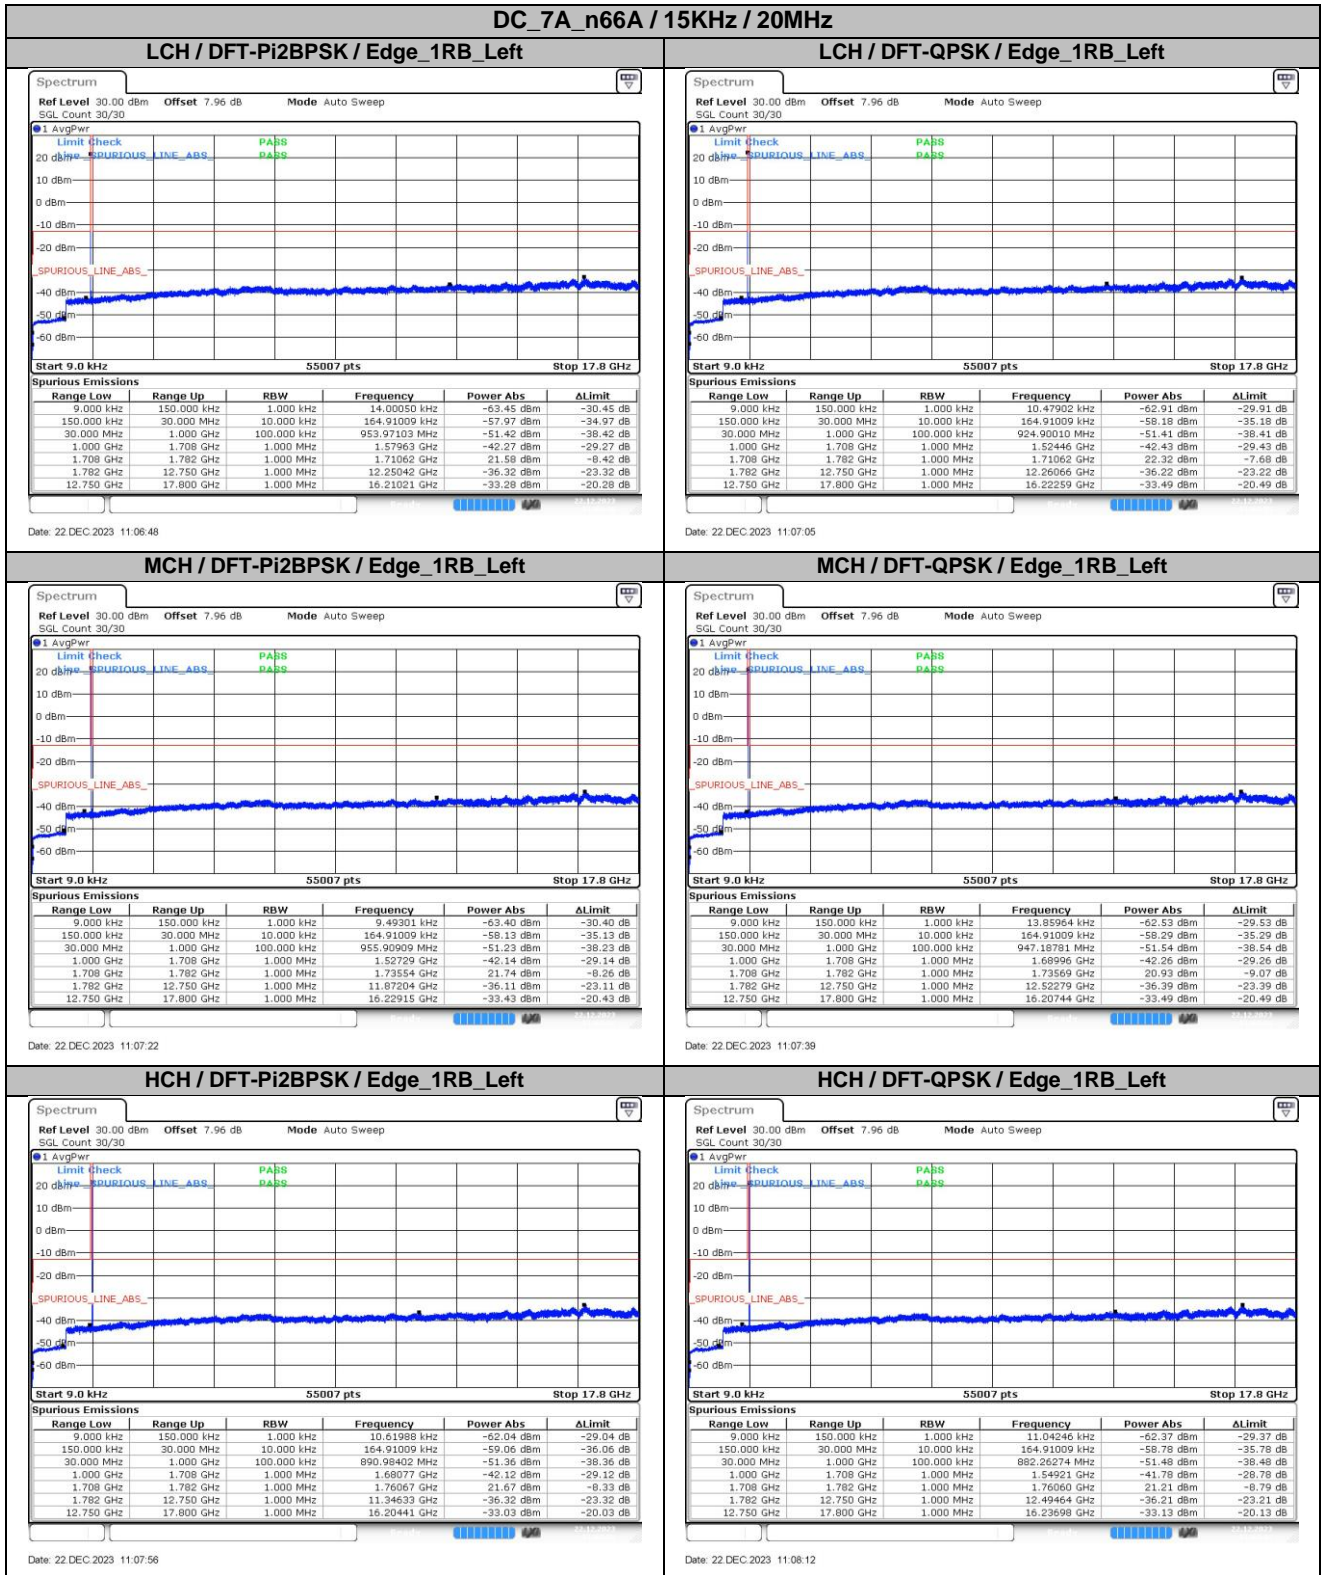 DC_7A_n66A / 15KHz / 20MHz
LCH / DFT-Pi2BPSK / Edge_1RB_Left
Spectrum
Ref Level 30.00 dBm Offset 7.96 dB Mode Auto Sweep
SGL Count 30/30
1 AvgPwr
Limit Check PASS
Line _SPURIOUS_LINE_ABS_ PASS
20 dBm
10 dBm
0 dBm
-10 dBm
-20 dBm
_SPURIOUS_LINE_ABS_
-40 dBm
-50 dBm
-60 dBm
Start 9.0 kHz 55007 pts Stop 17.8 GHz
Spurious Emissions
Range Low Range Up RBW Frequency Power Abs ΔLimit
9.000 kHz 150.000 kHz 1.000 kHz 14.00050 kHz -63.45 dBm -30.45 dB
150.000 kHz 30.000 MHz 10.000 kHz 164.91009 kHz -57.97 dBm -34.97 dB
30.000 MHz 1.000 GHz 100.000 kHz 953.97103 MHz -51.42 dBm -38.42 dB
1.000 GHz 1.708 GHz 1.000 MHz 1.57963 GHz -42.27 dBm -29.27 dB
1.708 GHz 1.782 GHz 1.000 MHz 1.71062 GHz 21.58 dBm -8.42 dB
1.782 GHz 12.750 GHz 1.000 MHz 12.25042 GHz -36.32 dBm -23.32 dB
12.750 GHz 17.800 GHz 1.000 MHz 16.21021 GHz -33.28 dBm -20.28 dB
Date: 22.DEC.2023 11:06:48
LCH / DFT-QPSK / Edge_1RB_Left
Spectrum
Ref Level 30.00 dBm Offset 7.96 dB Mode Auto Sweep
SGL Count 30/30
1 AvgPwr
Limit Check PASS
Line _SPURIOUS_LINE_ABS_ PASS
20 dBm
10 dBm
0 dBm
-10 dBm
-20 dBm
_SPURIOUS_LINE_ABS_
-40 dBm
-50 dBm
-60 dBm
Start 9.0 kHz 55007 pts Stop 17.8 GHz
Spurious Emissions
Range Low Range Up RBW Frequency Power Abs ΔLimit
9.000 kHz 150.000 kHz 1.000 kHz 10.47902 kHz -62.91 dBm -29.91 dB
150.000 kHz 30.000 MHz 10.000 kHz 164.91009 kHz -58.18 dBm -35.18 dB
30.000 MHz 1.000 GHz 100.000 kHz 924.90010 MHz -51.41 dBm -38.41 dB
1.000 GHz 1.708 GHz 1.000 MHz 1.52446 GHz -42.43 dBm -29.43 dB
1.708 GHz 1.782 GHz 1.000 MHz 1.71062 GHz 22.32 dBm -7.68 dB
1.782 GHz 12.750 GHz 1.000 MHz 12.26066 GHz -36.22 dBm -23.22 dB
12.750 GHz 17.800 GHz 1.000 MHz 16.22259 GHz -33.49 dBm -20.49 dB
Date: 22.DEC.2023 11:07:05
MCH / DFT-Pi2BPSK / Edge_1RB_Left
Spectrum
Ref Level 30.00 dBm Offset 7.96 dB Mode Auto Sweep
SGL Count 30/30
1 AvgPwr
Limit Check PASS
Line _SPURIOUS_LINE_ABS_ PASS
20 dBm
10 dBm
0 dBm
-10 dBm
-20 dBm
_SPURIOUS_LINE_ABS_
-40 dBm
-50 dBm
-60 dBm
Start 9.0 kHz 55007 pts Stop 17.8 GHz
Spurious Emissions
Range Low Range Up RBW Frequency Power Abs ΔLimit
9.000 kHz 150.000 kHz 1.000 kHz 9.49301 kHz -63.40 dBm -30.40 dB
150.000 kHz 30.000 MHz 10.000 kHz 164.91009 kHz -58.13 dBm -35.13 dB
30.000 MHz 1.000 GHz 100.000 kHz 955.90909 MHz -51.23 dBm -38.23 dB
1.000 GHz 1.708 GHz 1.000 MHz 1.52729 GHz -42.14 dBm -29.14 dB
1.708 GHz 1.782 GHz 1.000 MHz 1.73554 GHz 21.74 dBm -8.26 dB
1.782 GHz 12.750 GHz 1.000 MHz 11.87204 GHz -36.11 dBm -23.11 dB
12.750 GHz 17.800 GHz 1.000 MHz 16.22915 GHz -33.43 dBm -20.43 dB
Date: 22.DEC.2023 11:07:22
MCH / DFT-QPSK / Edge_1RB_Left
Spectrum
Ref Level 30.00 dBm Offset 7.96 dB Mode Auto Sweep
SGL Count 30/30
1 AvgPwr
Limit Check PASS
Line _SPURIOUS_LINE_ABS_ PASS
20 dBm
10 dBm
0 dBm
-10 dBm
-20 dBm
_SPURIOUS_LINE_ABS_
-40 dBm
-50 dBm
-60 dBm
Start 9.0 kHz 55007 pts Stop 17.8 GHz
Spurious Emissions
Range Low Range Up RBW Frequency Power Abs ΔLimit
9.000 kHz 150.000 kHz 1.000 kHz 13.85964 kHz -62.53 dBm -29.53 dB
150.000 kHz 30.000 MHz 10.000 kHz 164.91009 kHz -58.29 dBm -35.29 dB
30.000 MHz 1.000 GHz 100.000 kHz 947.18781 MHz -51.54 dBm -38.54 dB
1.000 GHz 1.708 GHz 1.000 MHz 1.68996 GHz -42.26 dBm -29.26 dB
1.708 GHz 1.782 GHz 1.000 MHz 1.73569 GHz 20.93 dBm -9.07 dB
1.782 GHz 12.750 GHz 1.000 MHz 12.52279 GHz -36.39 dBm -23.39 dB
12.750 GHz 17.800 GHz 1.000 MHz 16.20744 GHz -33.49 dBm -20.49 dB
Date: 22.DEC.2023 11:07:39
HCH / DFT-Pi2BPSK / Edge_1RB_Left
Spectrum
Ref Level 30.00 dBm Offset 7.96 dB Mode Auto Sweep
SGL Count 30/30
1 AvgPwr
Limit Check PASS
Line _SPURIOUS_LINE_ABS_ PASS
20 dBm
10 dBm
0 dBm
-10 dBm
-20 dBm
_SPURIOUS_LINE_ABS_
-40 dBm
-50 dBm
-60 dBm
Start 9.0 kHz 55007 pts Stop 17.8 GHz
Spurious Emissions
Range Low Range Up RBW Frequency Power Abs ΔLimit
9.000 kHz 150.000 kHz 1.000 kHz 10.61988 kHz -62.04 dBm -29.04 dB
150.000 kHz 30.000 MHz 10.000 kHz 164.91009 kHz -59.06 dBm -36.06 dB
30.000 MHz 1.000 GHz 100.000 kHz 890.98402 MHz -51.36 dBm -38.36 dB
1.000 GHz 1.708 GHz 1.000 MHz 1.68077 GHz -42.12 dBm -29.12 dB
1.708 GHz 1.782 GHz 1.000 MHz 1.76067 GHz 21.67 dBm -8.33 dB
1.782 GHz 12.750 GHz 1.000 MHz 11.34633 GHz -36.32 dBm -23.32 dB
12.750 GHz 17.800 GHz 1.000 MHz 16.20441 GHz -33.03 dBm -20.03 dB
Date: 22.DEC.2023 11:07:56
HCH / DFT-QPSK / Edge_1RB_Left
Spectrum
Ref Level 30.00 dBm Offset 7.96 dB Mode Auto Sweep
SGL Count 30/30
1 AvgPwr
Limit Check PASS
Line _SPURIOUS_LINE_ABS_ PASS
20 dBm
10 dBm
0 dBm
-10 dBm
-20 dBm
_SPURIOUS_LINE_ABS_
-40 dBm
-50 dBm
-60 dBm
Start 9.0 kHz 55007 pts Stop 17.8 GHz
Spurious Emissions
Range Low Range Up RBW Frequency Power Abs ΔLimit
9.000 kHz 150.000 kHz 1.000 kHz 11.04246 kHz -62.37 dBm -29.37 dB
150.000 kHz 30.000 MHz 10.000 kHz 164.91009 kHz -58.78 dBm -35.78 dB
30.000 MHz 1.000 GHz 100.000 kHz 882.26274 MHz -51.48 dBm -38.48 dB
1.000 GHz 1.708 GHz 1.000 MHz 1.54921 GHz -41.78 dBm -28.78 dB
1.708 GHz 1.782 GHz 1.000 MHz 1.76060 GHz 21.21 dBm -8.79 dB
1.782 GHz 12.750 GHz 1.000 MHz 12.49464 GHz -36.21 dBm -23.21 dB
12.750 GHz 17.800 GHz 1.000 MHz 16.23698 GHz -33.13 dBm -20.13 dB
Date: 22.DEC.2023 11:08:12